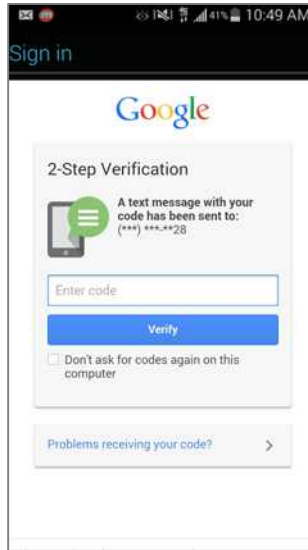 41% 10:49 AM
Sign in
Google
2-Step Verification
A text message with your
code has been sent to:
(***) ***-**28
Enter code
Verify
Don't ask for codes again on this
computer
Problems receiving your code?